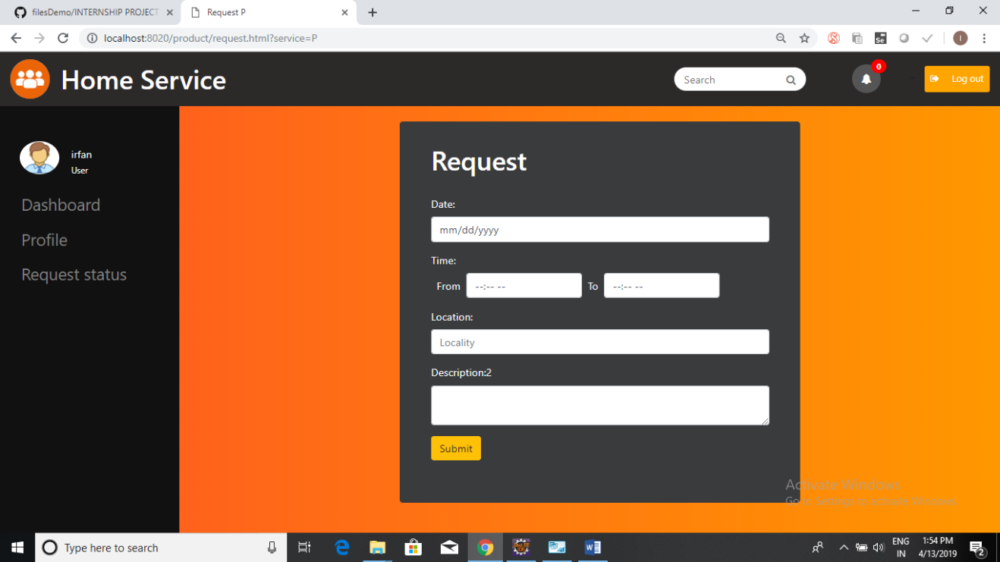 filesDemo/INTERNSHIP PROJECT
Request P
localhost:8020/product/request.html?service=P
Se
I
Home Service
Search
0
Log out
irfan
User
Dashboard
Profile
Request status
Request
Date:
mm/dd/yyyy
Time:
From --:-- -- To --:-- --
Location:
Locality
Description:2
Submit
Activate Windows
Go to Settings to activate Windows.
Type here to search
ENG
IN
1:54 PM
4/13/2019
2